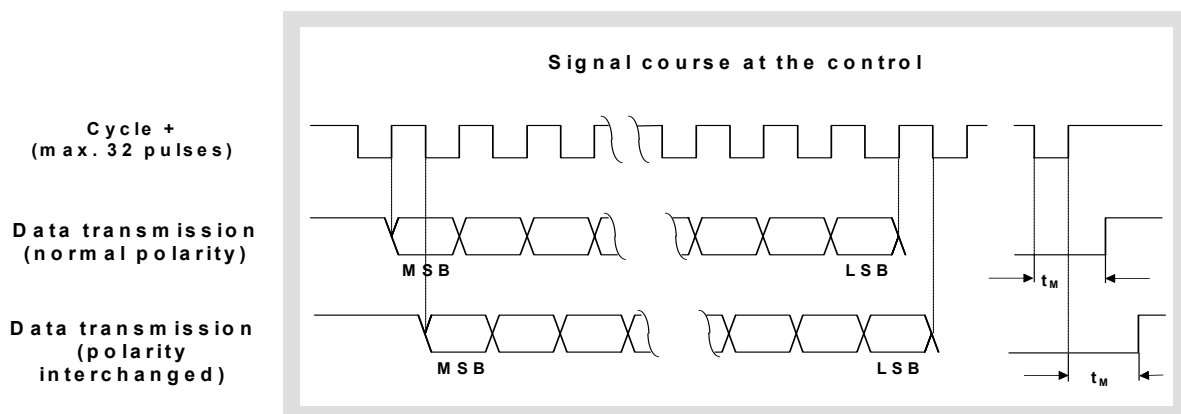 Signal course at the control
Cycle +
(max. 32 pulses)
Data transmission
(normal polarity)
MSB
LSB
tM
Data transmission
(polarity
interchanged)
MSB
LSB
tM